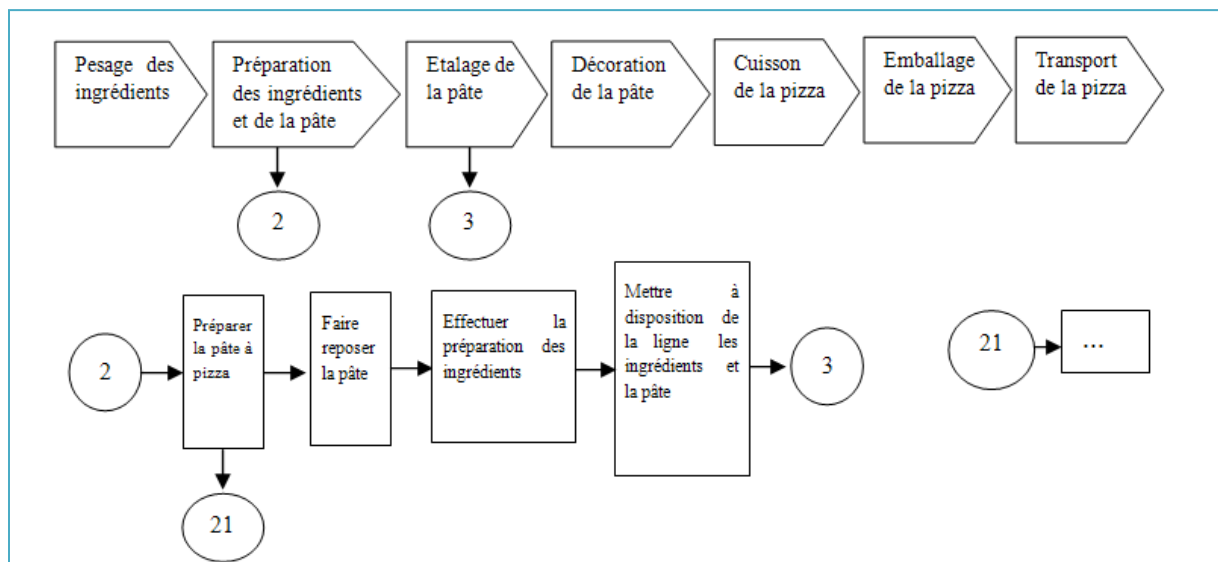 Pesage des
ingrédients
Préparation
des ingrédients
et de la pâte
Etalage de
la pâte
Décoration
de la pâte
Cuisson
de la pizza
Emballage
de la pizza
Transport
de la pizza
2
3
2
Préparer
la pâte à
pizza
Faire
reposer
la pâte
Effectuer la
préparation des
ingrédients
Mettre à
disposition de
la ligne les
ingrédients et
la pâte
3
21
...
21